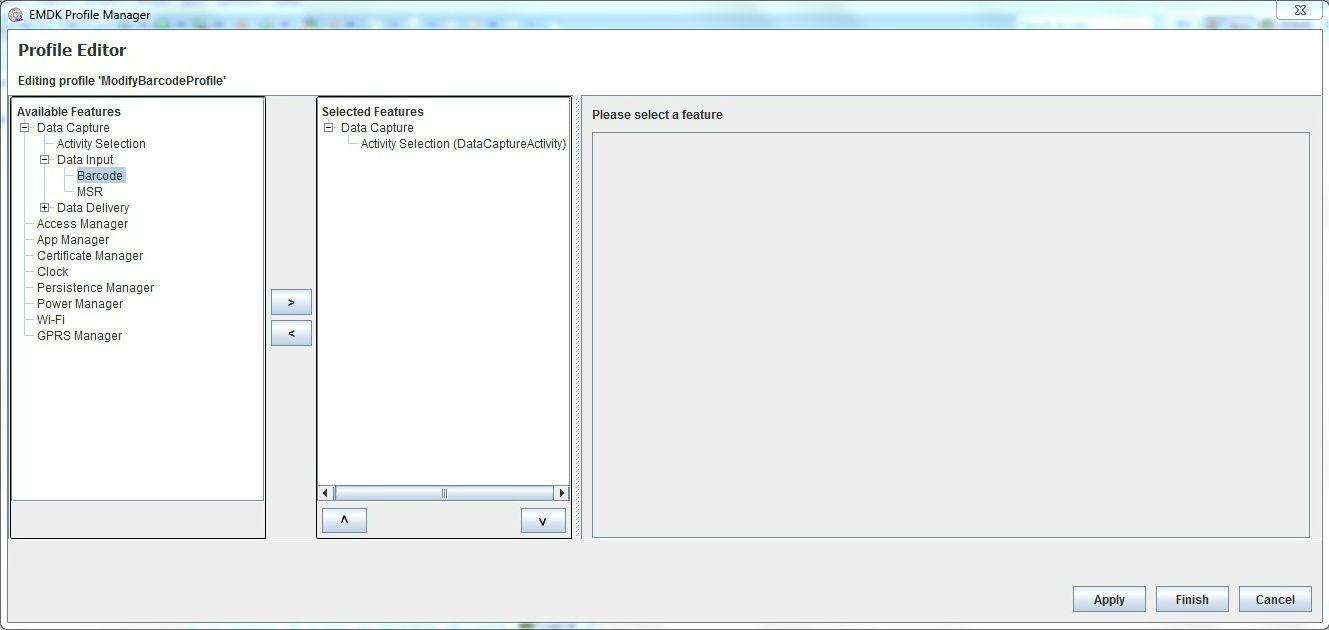 EMDK Profile Manager
Profile Editor
Editing profile 'ModifyBarcodeProfile'
Available Features
Data Capture
Activity Selection
Data Input
Barcode
MSR
Data Delivery
Access Manager
App Manager
Certificate Manager
Clock
Persistence Manager
Power Manager
Wi-Fi
GPRS Manager
>
<
Selected Features
Data Capture
Activity Selection (DataCaptureActivity)
ʌ
v
Please select a feature
Apply
Finish
Cancel